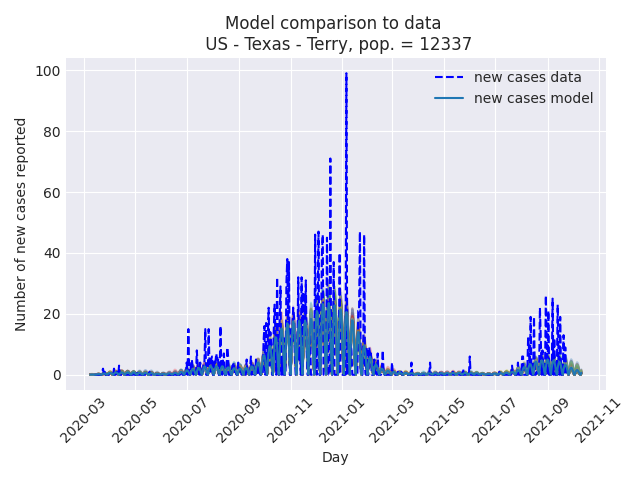 Model comparison to data
US - Texas - Terry, pop. = 12337
new cases data
new cases model
Number of new cases reported
100
80
60
40
20
0
2020-03
2020-05
2020-07
2020-09
2020-11
2021-01
2021-03
2021-05
2021-07
2021-09
2021-11
Day